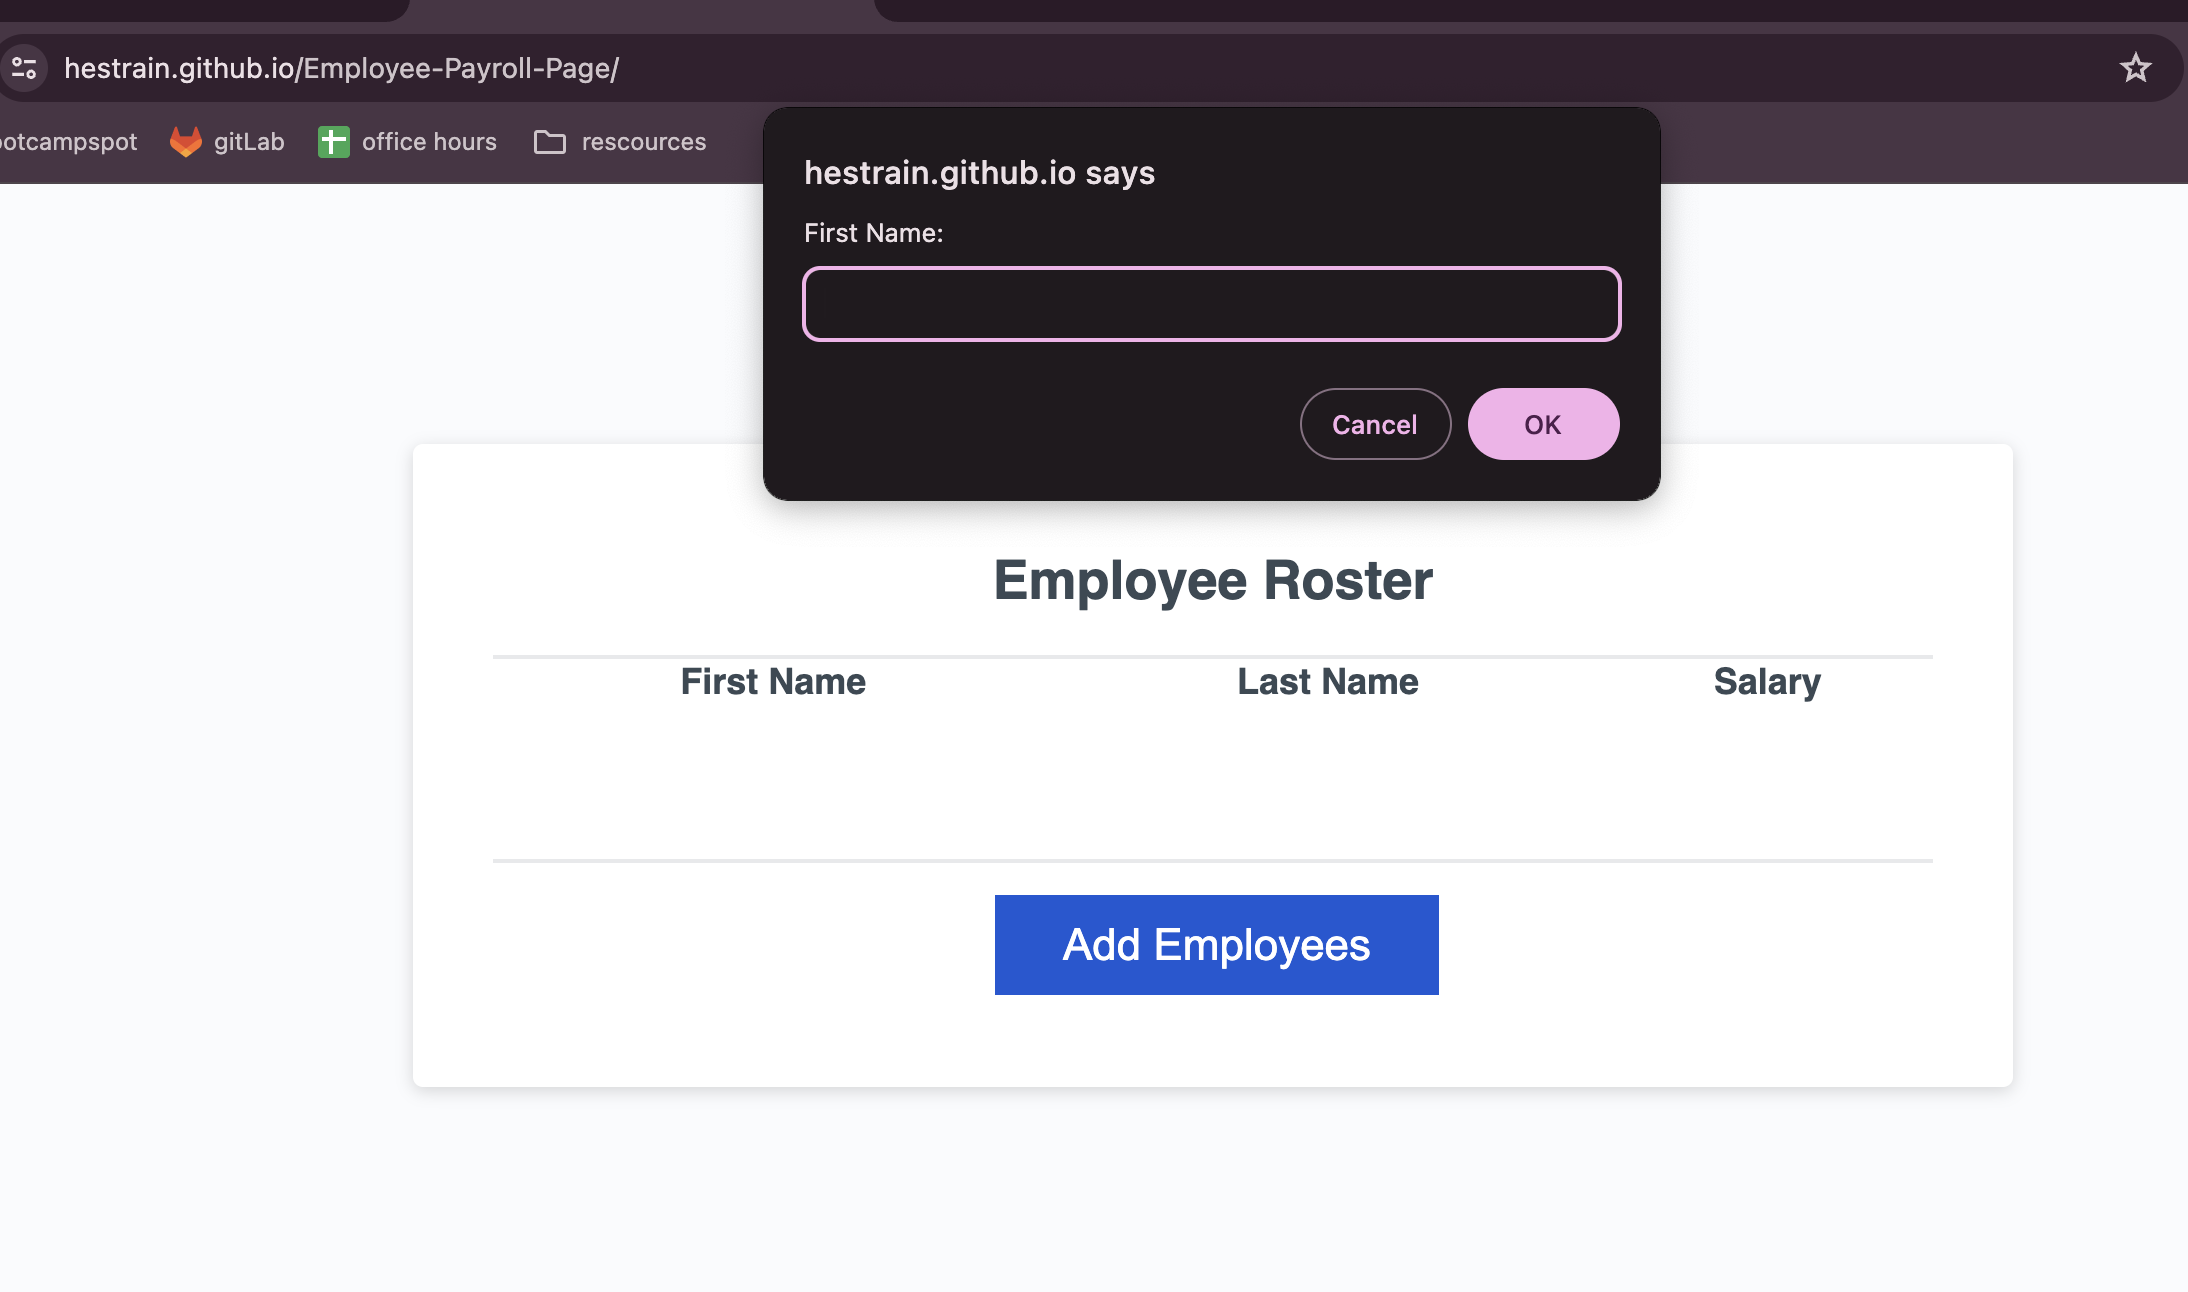 hestrain.github.io/Employee-Payroll-Page/
ootcampspot gitLab office hours rescources
hestrain.github.io says
First Name:
Cancel OK
Employee Roster
First Name Last Name Salary
Add Employees